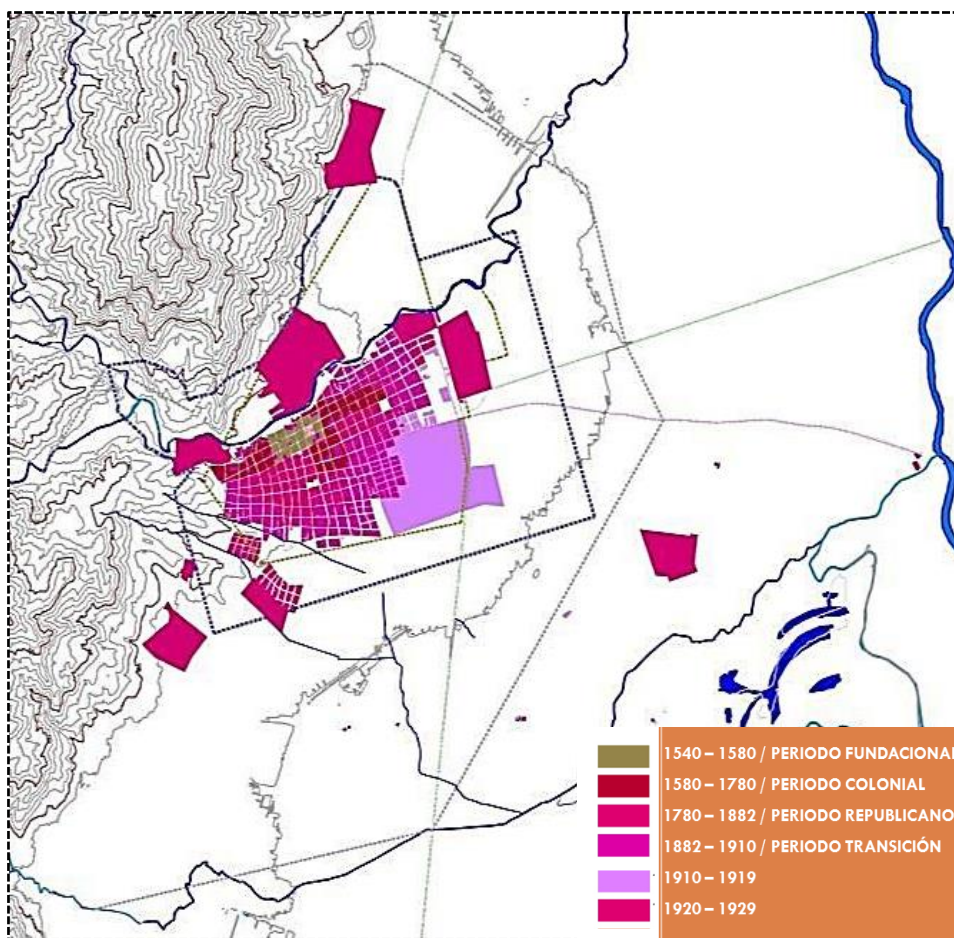 1540 – 1580 / PERIODO FUNDACIONAL
1580 – 1780 / PERIODO COLONIAL
1780 – 1882 / PERIODO REPUBLICANO
1882 – 1910 / PERIODO TRANSICIÓN
1910 – 1919
1920 – 1929